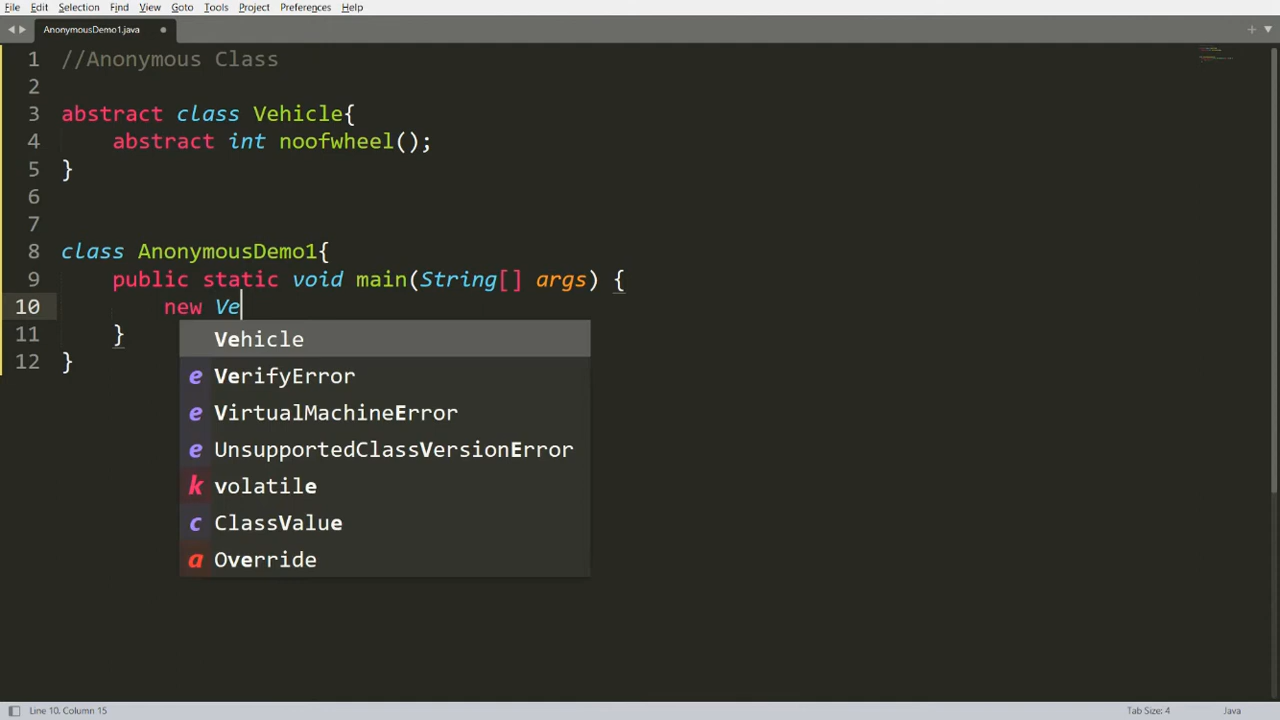 File Edit Selection Find View Goto Tools Project Preferences Help
AnonymousDemo1.java
1 //Anonymous Class
2
3 abstract class Vehicle{
4 abstract int noofwheel();
5 }
6
7
8 class AnonymousDemo1{
9 public static void main(String[] args) {
10 new Ve
11 }
12 }
Vehicle
e VerifyError
e VirtualMachineError
e UnsupportedClassVersionError
k volatile
c ClassValue
a Override
Line 10, Column 15 Tab Size: 4 Java